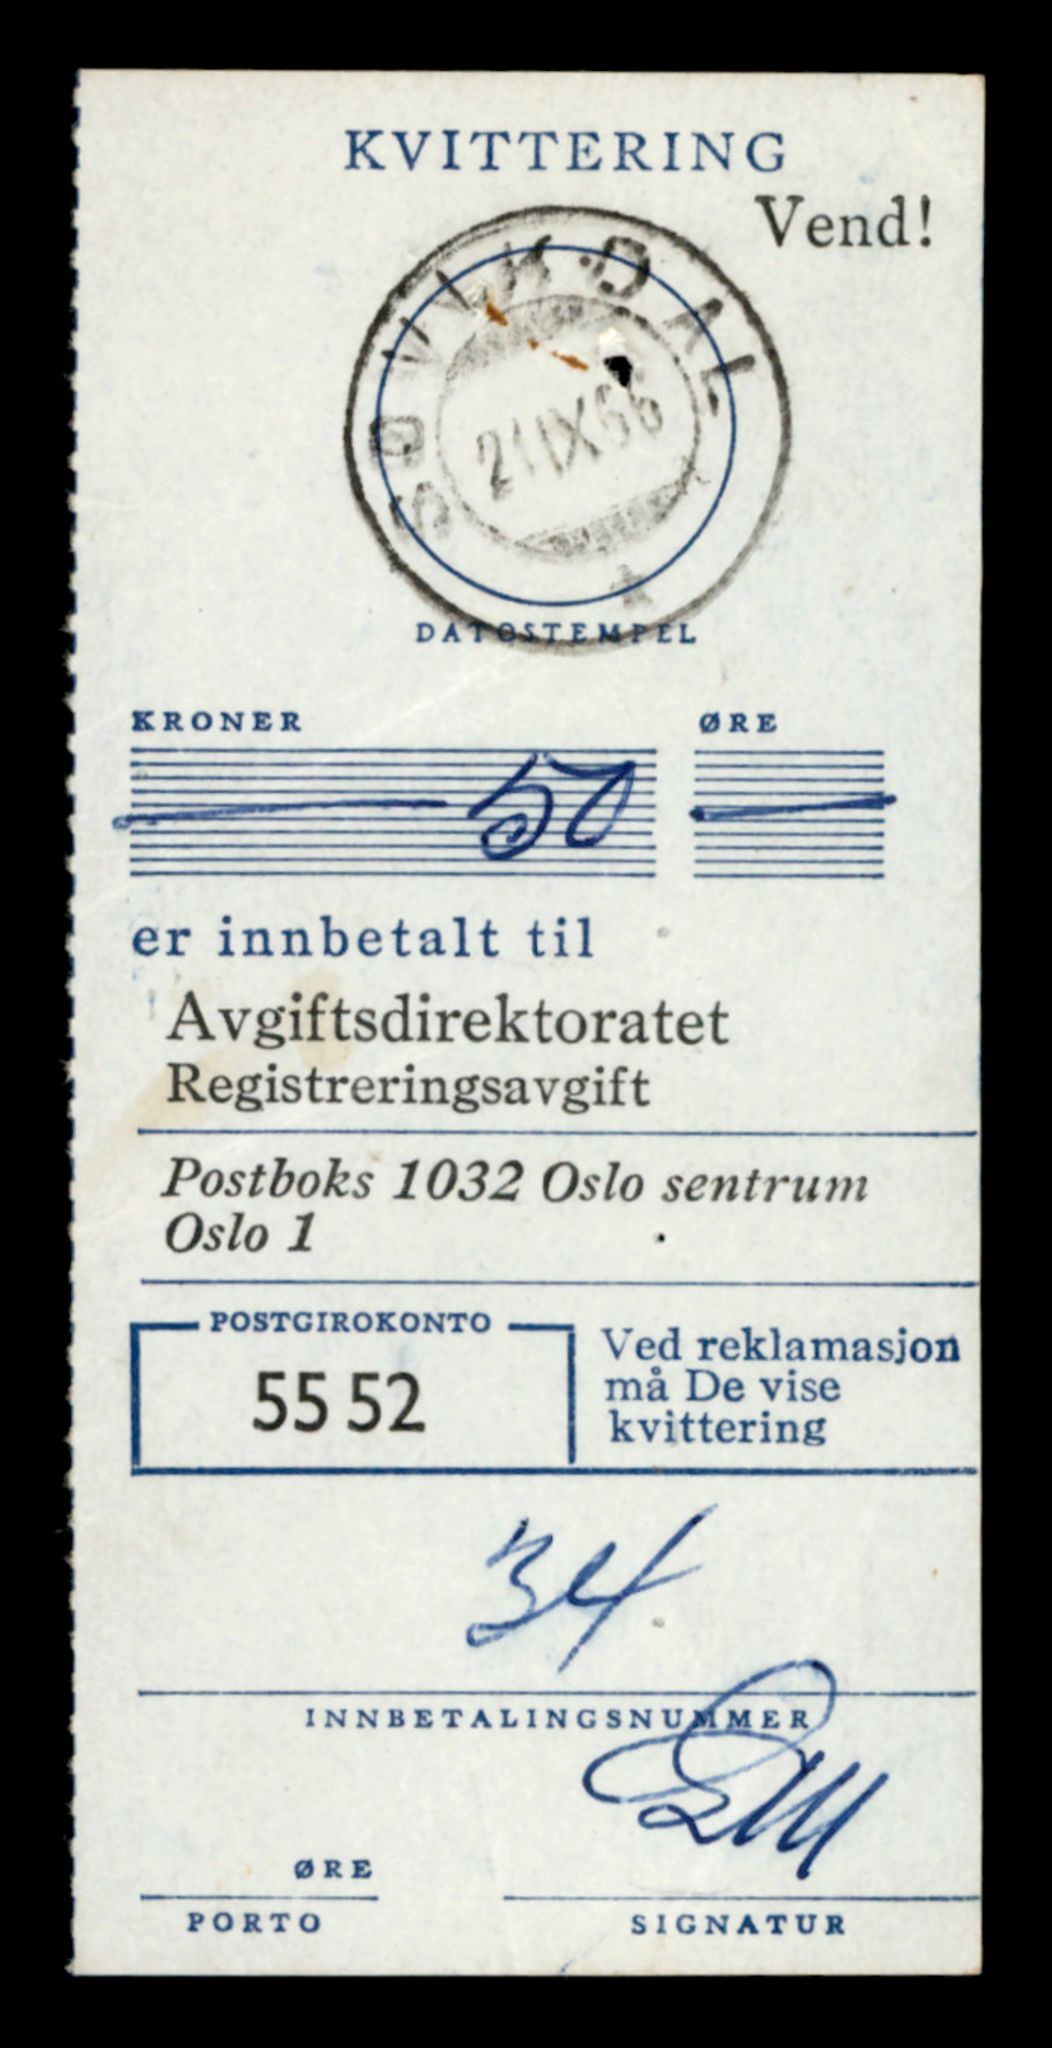 KVITTERING
Vend!
21 IX 66
DATOSTEMPEL
KRONER
ØRE
50
er innbetalt til
Avgiftsdirektoratet
Registreringsavgift
Postboks 1032 Oslo sentrum
Oslo 1
POSTGIROKONTO
55 52
Ved reklamasjon
må De vise
kvittering
34
INNBETALINGSNUMMER
ØRE
PORTO
SIGNATUR